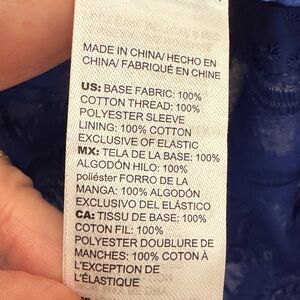 MADE IN CHINA/ HECHO EN
CHINA/ FABRIQUÉ EN CHINE
US: BASE FABRIC: 100%
COTTON THREAD: 100%
POLYESTER SLEEVE
LINING: 100% COTTON
EXCLUSIVE OF ELASTIC
MX: TELA DE LA BASE: 100%
ALGODÓN HILO: 100%
poliéster FORRO DE LA
MANGA: 100% ALGODÓN
EXCLUSIVO DEL ELÁSTICO
CA: TISSU DE BASE: 100%
COTON FIL: 100%
POLYESTER DOUBLURE DE
MANCHES: 100% COTON À
L'EXCEPTION DE
L'ÉLASTIQUE